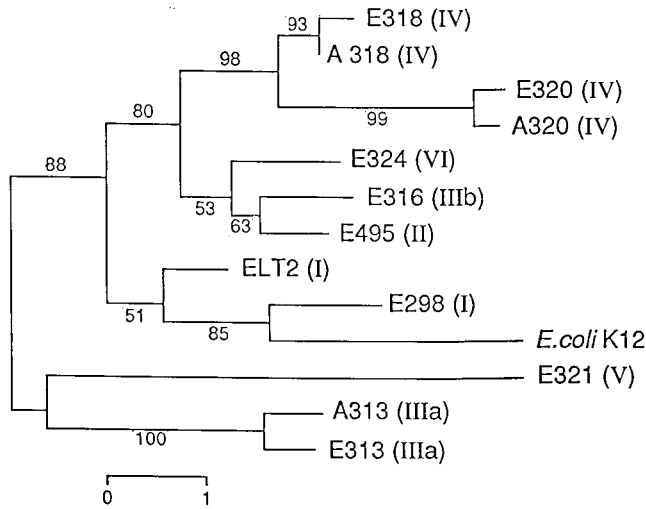 93
E318 (IV)
A 318 (IV)
98
E320 (IV)
99
A320 (IV)
80
E324 (VI)
88
53
E316 (IIIb)
63
E495 (II)
ELT2 (I)
51
E298 (I)
85
E.coli K12
E321 (V)
A313 (IIIa)
100
E313 (IIIa)
0 1